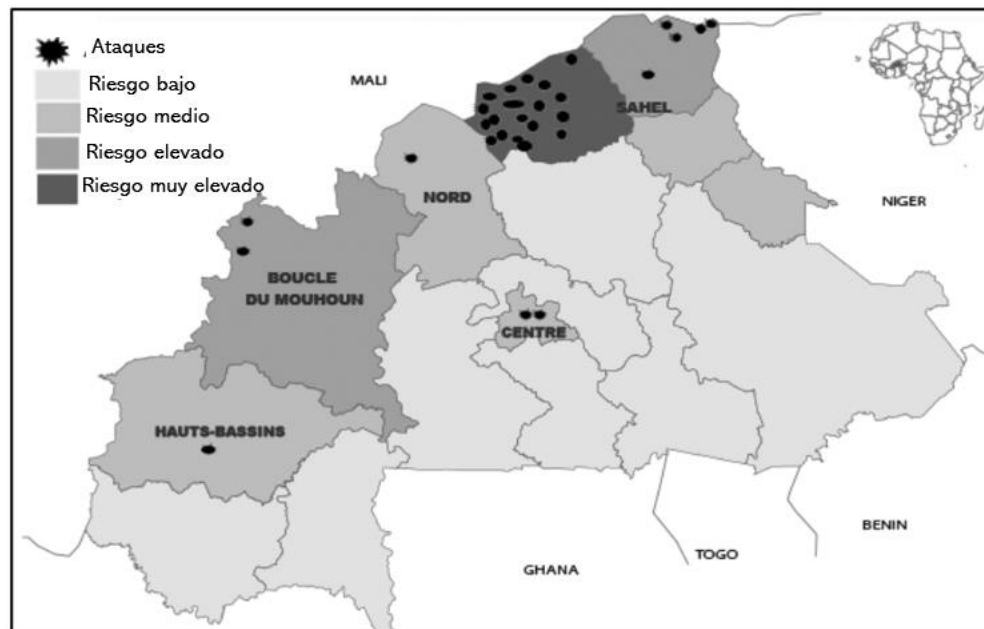 Ataques
Riesgo bajo
Riesgo medio
Riesgo elevado
Riesgo muy elevado
MALI
SAHEL
NORD
NIGER
BOUCLE
DU MOUHOUN
CENTRE
HAUTS-BASSINS
BENIN
TOGO
GHANA